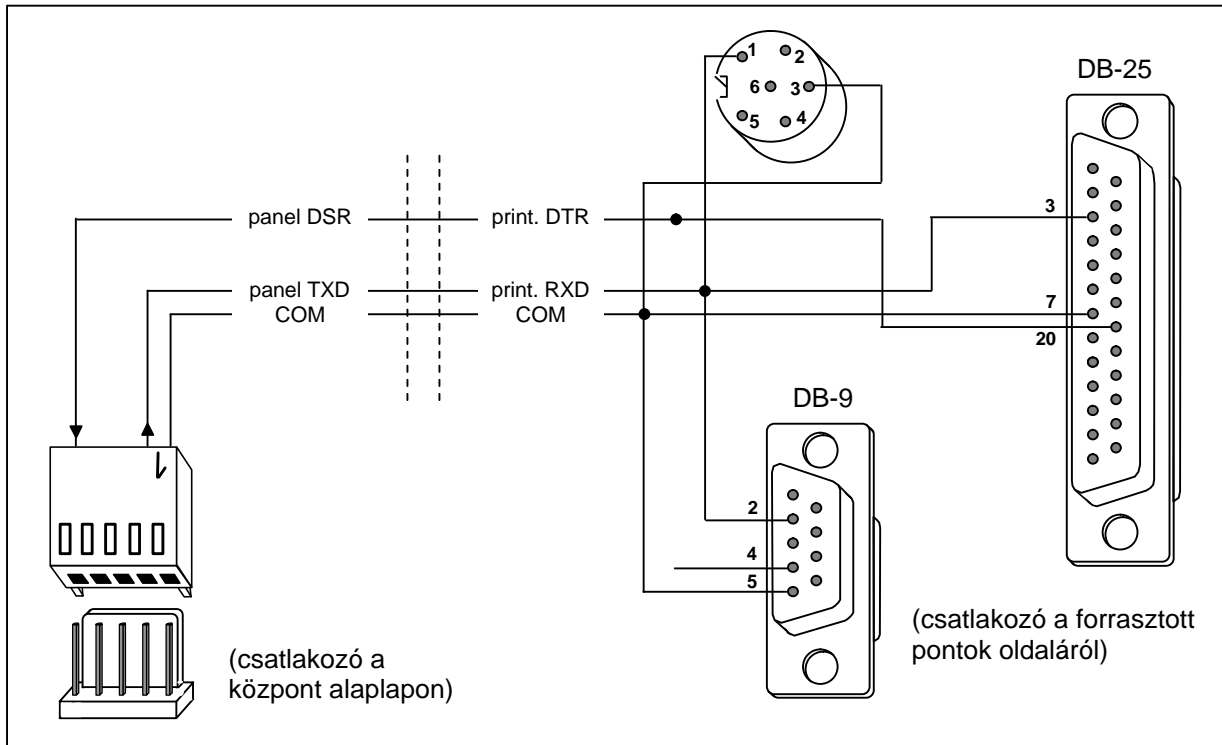 1
2
6
3
5
4
DB-25
panel DSR
print. DTR
3
panel TXD
print. RXD
COM
COM
7
20
DB-9
2
4
5
(csatlakozó a forrasztott
pontok oldaláról)
(csatlakozó a
központ alaplapon)